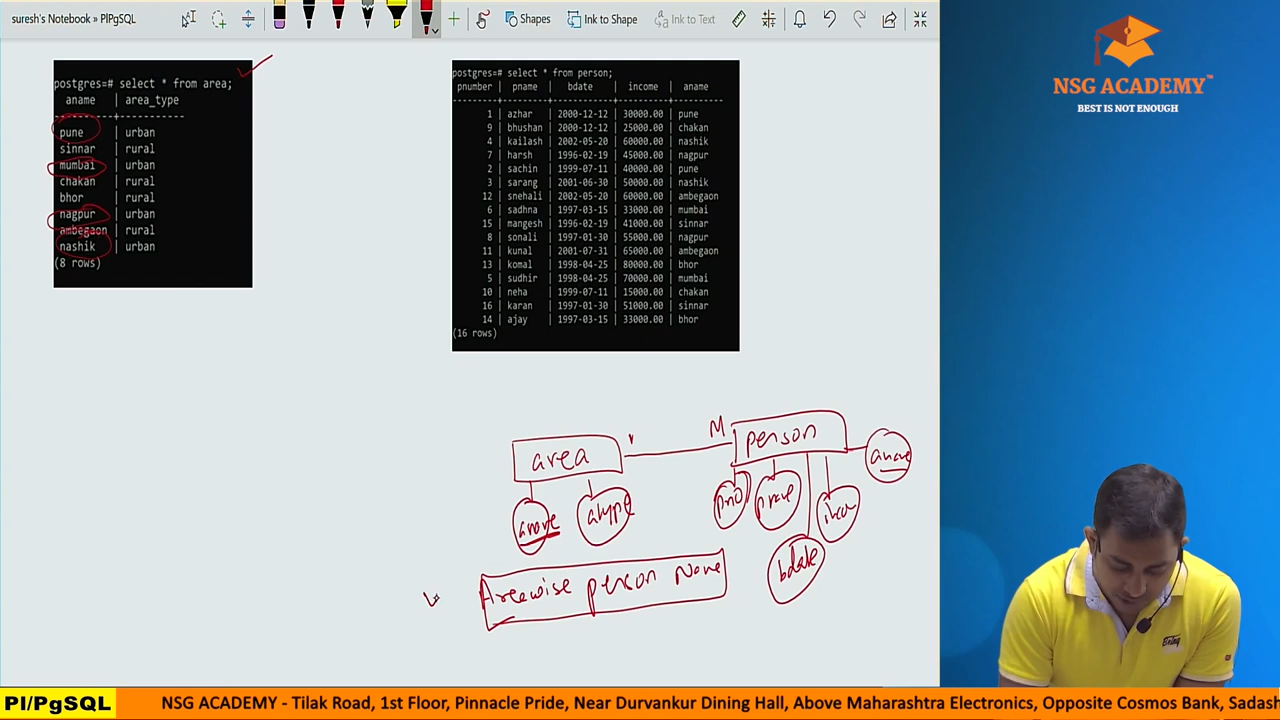 suresh's Notebook » PlPgSQL
Shapes
Ink to Shape
Ink to Text
postgres=# select * from area;
aname | area_type
pune | urban
sinnar | rural
mumbai | urban
chakan | rural
bhor | rural
nagpur | urban
ambegaon | rural
nashik | urban
(8 rows)
postgres=# select * from person;
pnumber | pname | bdate | income | aname
1 | azhar | 2000-12-12 | 30000.00 | pune
9 | bhushan | 2000-12-12 | 25000.00 | chakan
4 | kailash | 2002-05-20 | 60000.00 | nashik
7 | harsh | 1996-02-19 | 45000.00 | nagpur
2 | sachin | 1999-07-11 | 40000.00 | pune
3 | sarang | 2001-06-30 | 50000.00 | nashik
12 | snehali | 2002-05-20 | 60000.00 | ambegaon
6 | sadhna | 1997-03-15 | 33000.00 | mumbai
15 | mangesh | 1996-02-19 | 41000.00 | sinnar
8 | sonali | 1997-01-30 | 55000.00 | nagpur
11 | kunal | 2001-07-31 | 65000.00 | ambegaon
13 | komal | 1998-04-25 | 80000.00 | bhor
5 | sudhir | 1998-04-25 | 70000.00 | mumbai
10 | neha | 1999-07-11 | 15000.00 | chakan
16 | karan | 1997-01-30 | 51000.00 | sinnar
14 | ajay | 1997-03-15 | 33000.00 | bhor
(16 rows)
NSG ACADEMY™
BEST IS NOT ENOUGH
area
1
M
person
aname
aname
atype
pno
pname
bdate
Areawise person Name
Being
Pl/PgSQL
NSG ACADEMY - Tilak Road, 1st Floor, Pinnacle Pride, Near Durvankur Dining Hall, Above Maharashtra Electronics, Opposite Cosmos Bank, Sadash